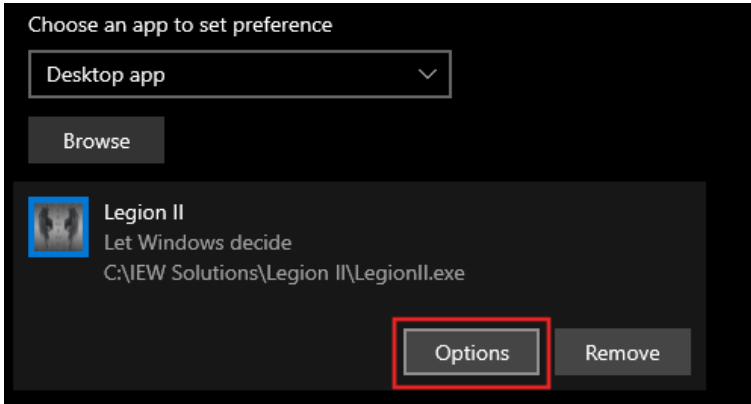 Choose an app to set preference
Desktop app
Browse
Legion II
Let Windows decide
C:\IEW Solutions\Legion II\LegionII.exe
Options Remove